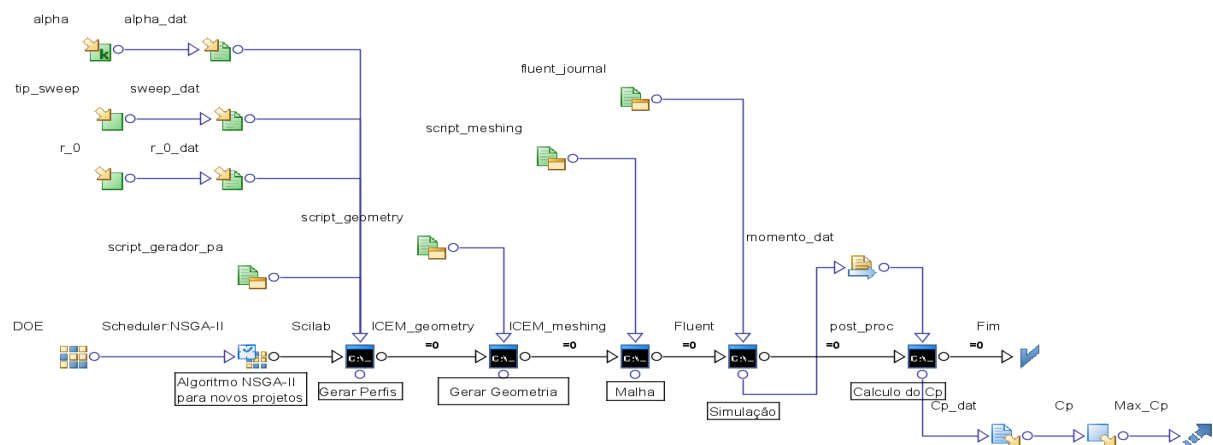 alpha alpha_dat
fluent_journal
tip_sweep sweep_dat
script_meshing
r_0 r_0_dat
script_geometry
script_gerador_pa
momento_dat
DOE Scheduler:NSGA-II Scilab ICEM_geometry ICEM_meshing Fluent post_proc Fim
=0 =0 =0 =0 =0
k
C:\_ C:\_ C:\_ C:\_ C:\_
Algoritmo NSGA-II
para novos projetos
Gerar Perfis
Gerar Geometria
Malha
Simulação
Calculo do Cp
Cp_dat Cp Max_Cp